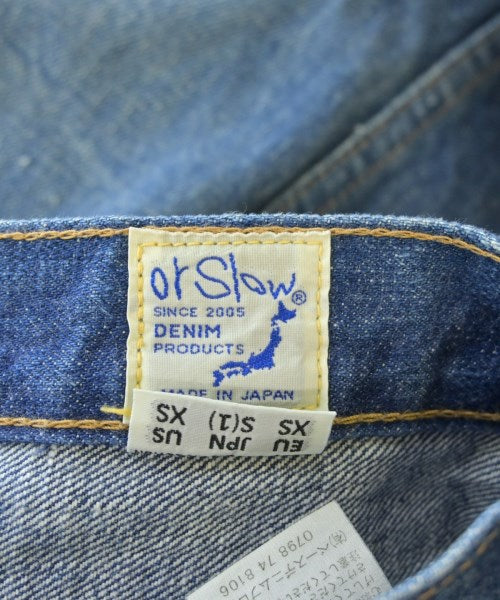 orSlow®
SINCE 2005
DENIM
PRODUCTS
MADE IN JAPAN
EU JPN US
XS S(1) XS
0798 74 8106